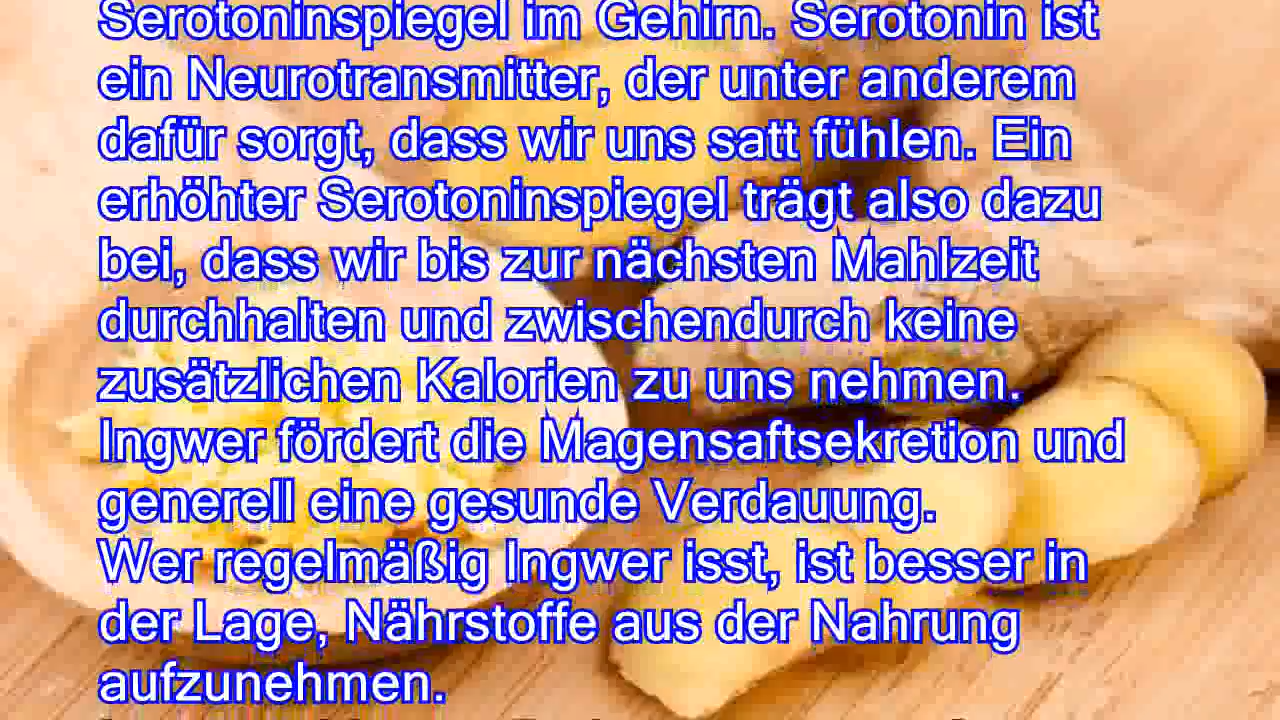 Serotoninspiegel im Gehirn. Serotonin ist
ein Neurotransmitter, der unter anderem
dafür sorgt, dass wir uns satt fühlen. Ein
erhöhter Serotoninspiegel trägt also dazu
bei, dass wir bis zur nächsten Mahlzeit
durchhalten und zwischendurch keine
zusätzlichen Kalorien zu uns nehmen.
Ingwer fördert die Magensaftsekretion und
generell eine gesunde Verdauung.
Wer regelmäßig Ingwer isst, ist besser in
der Lage, Nährstoffe aus der Nahrung
aufzunehmen.